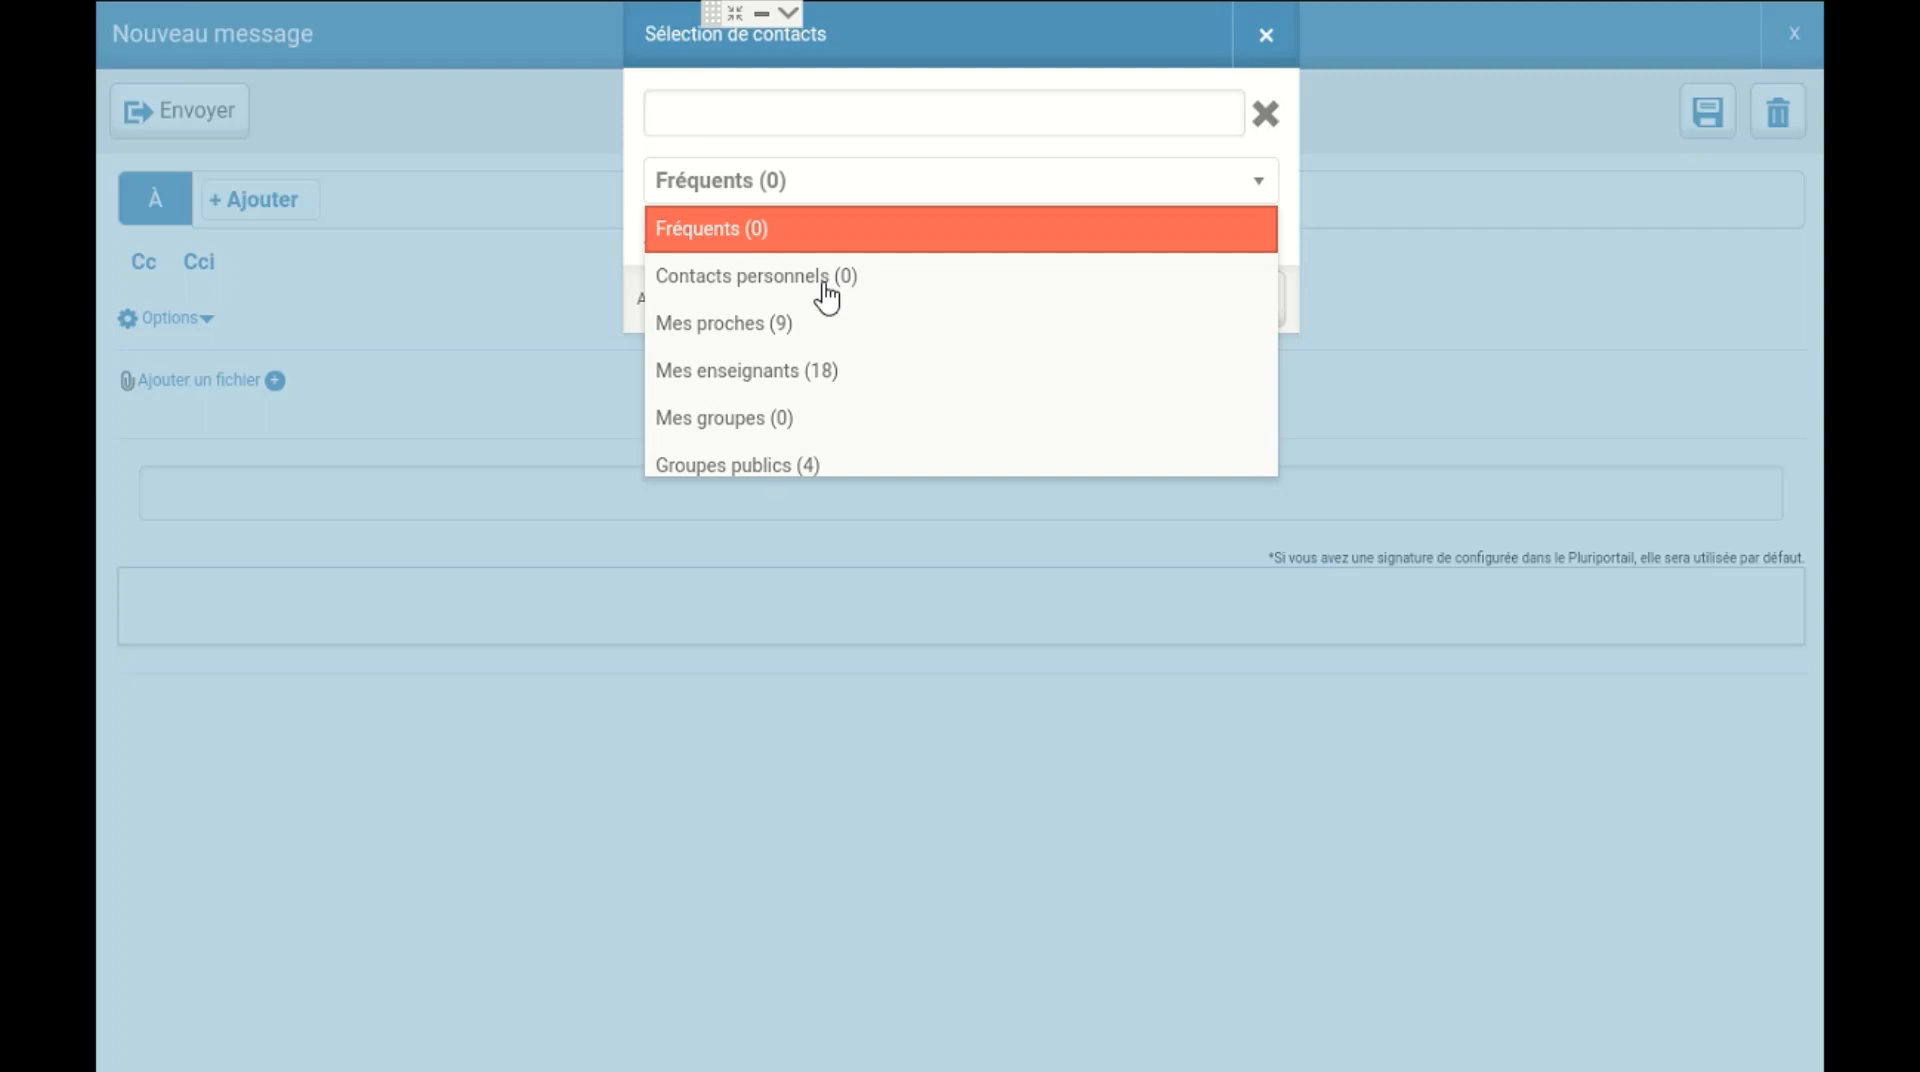 Nouveau message
Sélection de contacts
x
Envoyer
Fréquents (0)
À
+ Ajouter
Fréquents (0)
Cc Cci
Contacts personnels (0)
A
Options
Mes proches (9)
Mes enseignants (18)
Ajouter un fichier
Mes groupes (0)
Groupes publics (4)
*Si vous avez une signature de configurée dans le Pluriportail, elle sera utilisée par défaut.